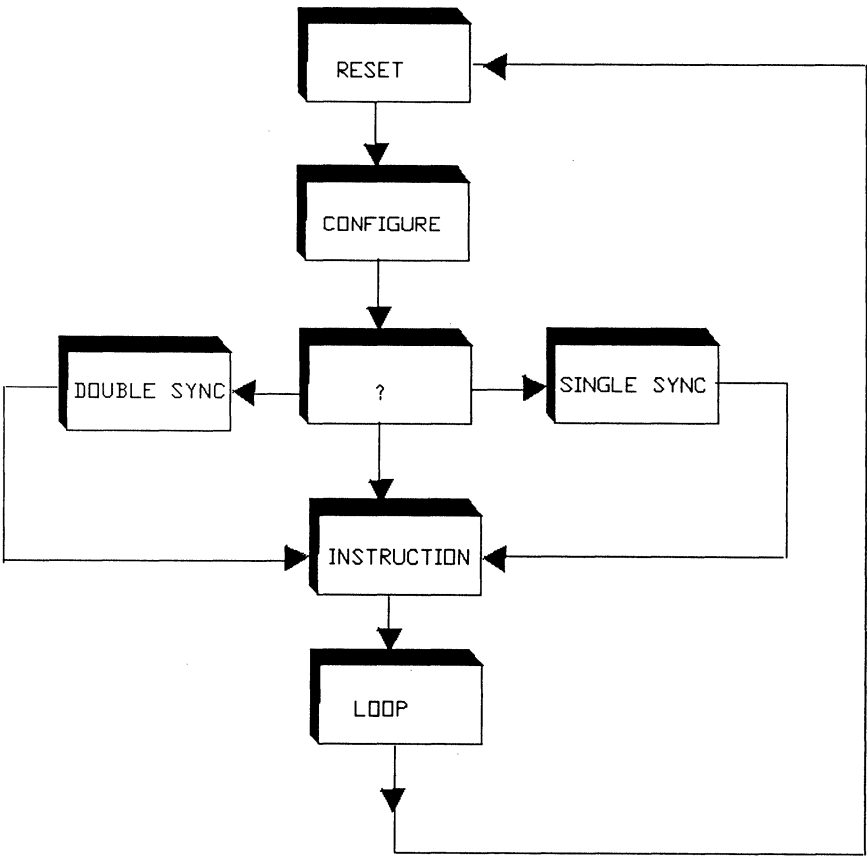 RESET
CONFIGURE
DOUBLE SYNC
?
SINGLE SYNC
INSTRUCTION
LOOP